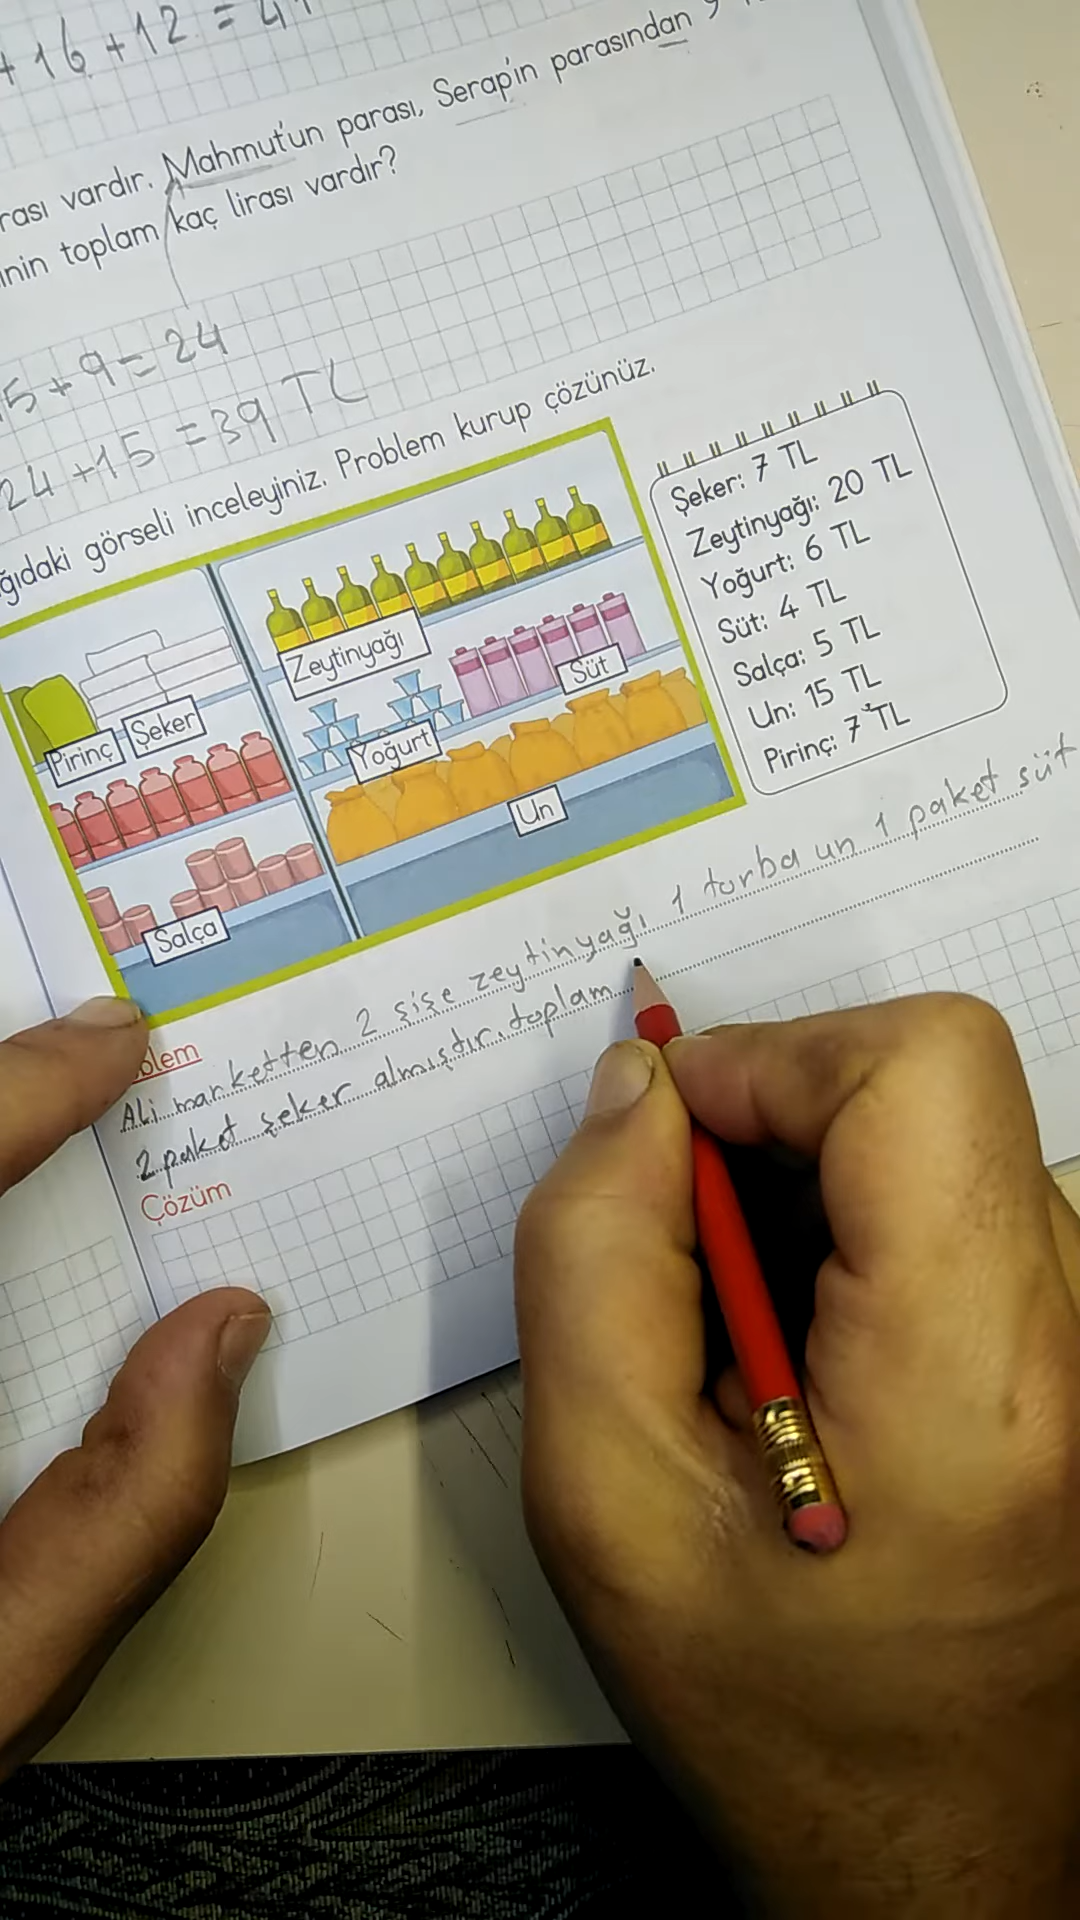 + 16 + 12 =
rası vardır. Mahmut'un parası, Serap'ın parasından 9
inin toplam kaç lirası vardır?
5 + 9 = 24
24 + 15 = 39 TL
ğıdaki görseli inceleyiniz. Problem kurup çözünüz.
Zeytinyağı
Süt
Pirinç
Şeker
Yoğurt
Un
Salça
Şeker: 7 TL
Zeytinyağı: 20 TL
Yoğurt: 6 TL
Süt: 4 TL
Salça: 5 TL
Un: 15 TL
Pirinç: 7 TL
blem
Ali marketten 2 şişe zeytinyağı 1 torba un 1 paket süt
2 paket şeker almıştır. toplam
Çözüm